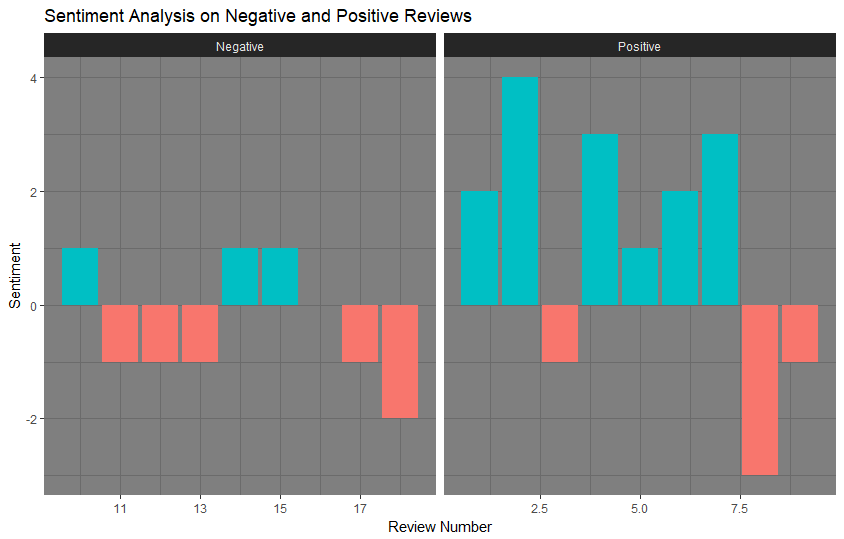 Sentiment Analysis on Negative and Positive Reviews
Negative
Positive
4
2
0
-2
Sentiment
11
13
15
17
2.5
5.0
7.5
Review Number